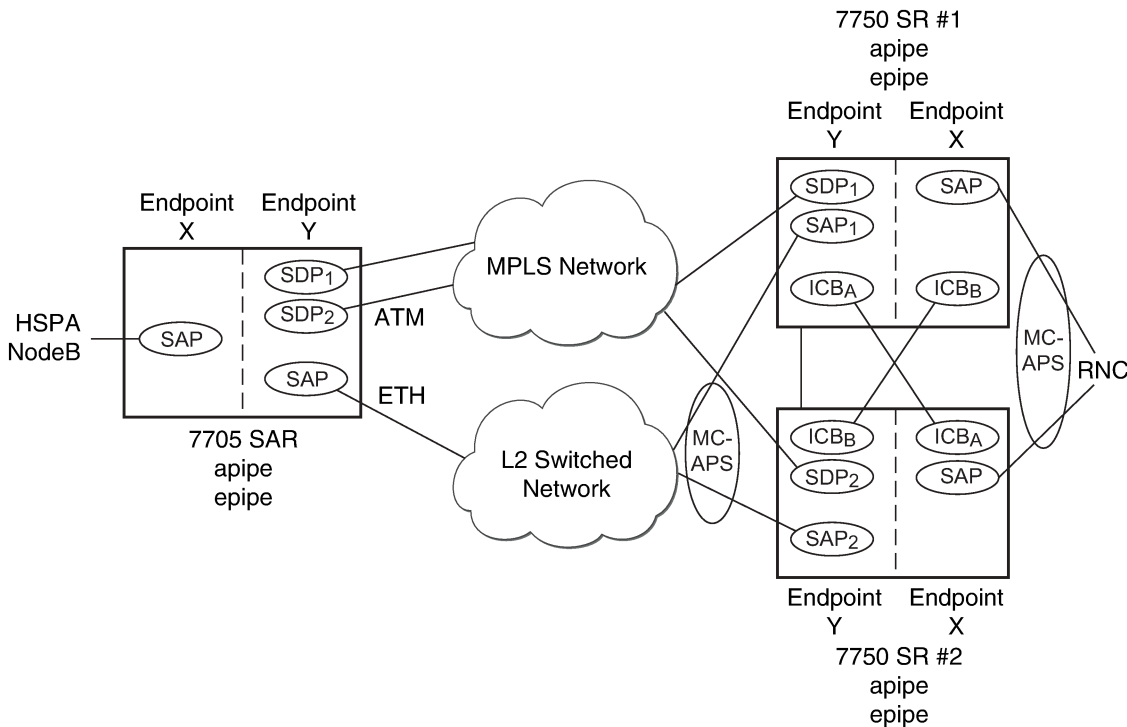 7750 SR #1
apipe
epipe
Endpoint
Y
Endpoint
X
SDP1
SAP
SAP1
ICBA
ICBB
Endpoint
X
Endpoint
Y
SDP1
SDP2
SAP
SAP
HSPA
NodeB
ATM
ETH
7705 SAR
apipe
epipe
MPLS Network
L2 Switched
Network
MC-
APS
MC-
APS
RNC
ICBB
ICBA
SDP2
SAP
SAP2
Endpoint
Y
Endpoint
X
7750 SR #2
apipe
epipe